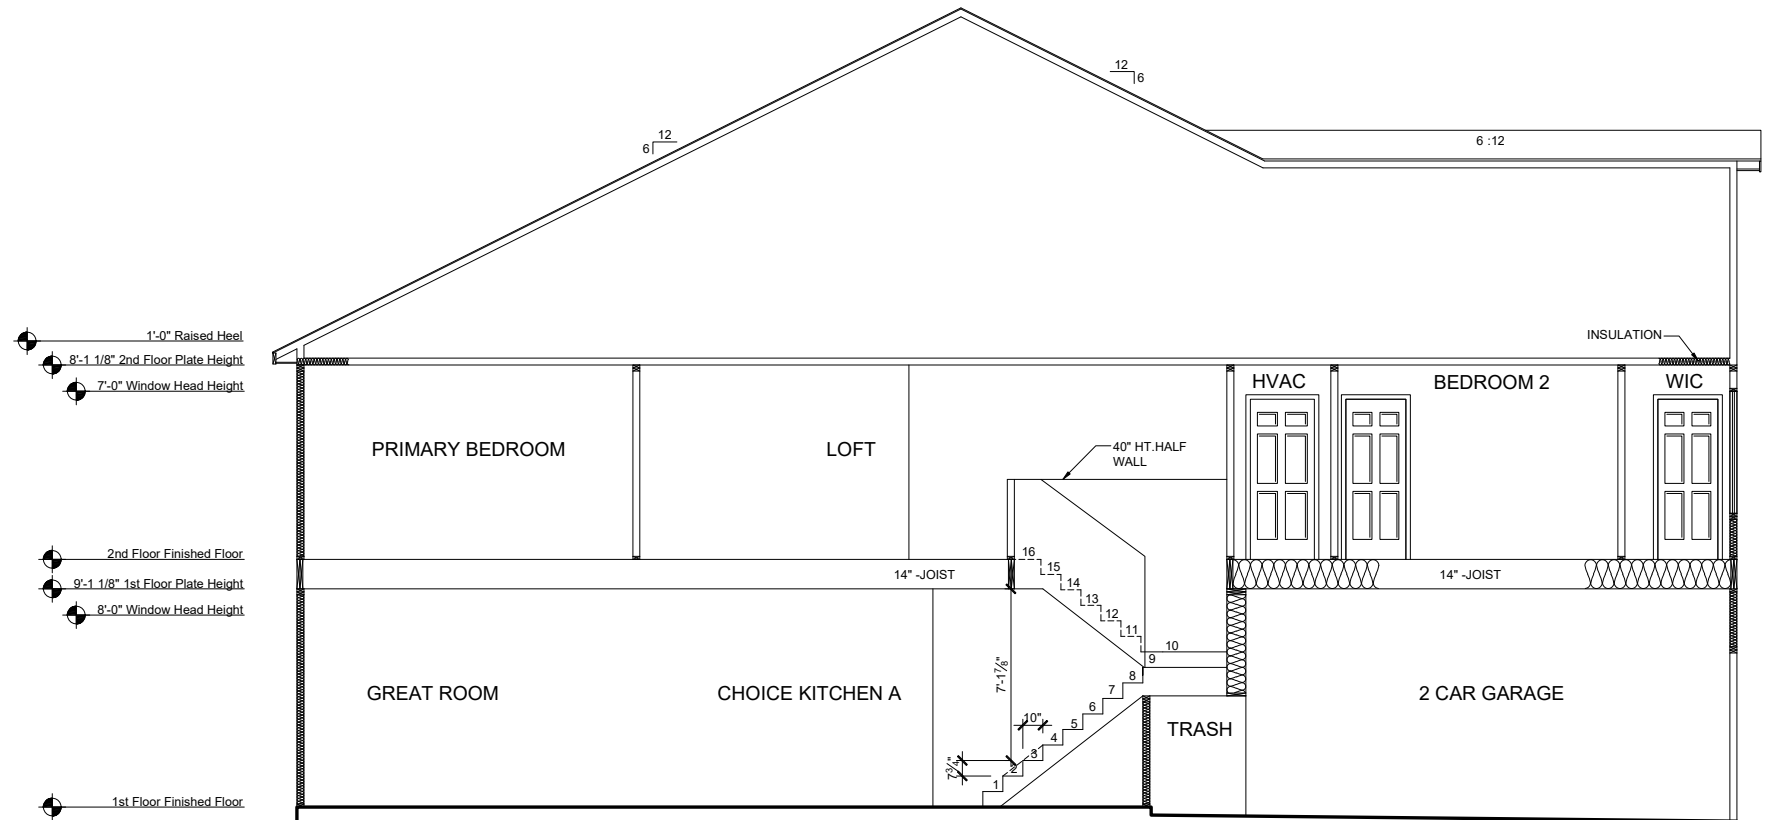 12
6
12
6
6 :12
1'-0" Raised Heel
INSULATION
8'-1 1/8" 2nd Floor Plate Height
7'-0" Window Head Height
HVAC
BEDROOM 2
WIC
PRIMARY BEDROOM
LOFT
40" HT.HALF
WALL
2nd Floor Finished Floor
16
15
14
13
12
11
10
9
14" -JOIST
14" -JOIST
9'-1 1/8" 1st Floor Plate Height
8'-0" Window Head Height
7'-1⅞"
GREAT ROOM
CHOICE KITCHEN A
2 CAR GARAGE
8
7
6
5
4
3
2
1
10"
7¾"
TRASH
1st Floor Finished Floor